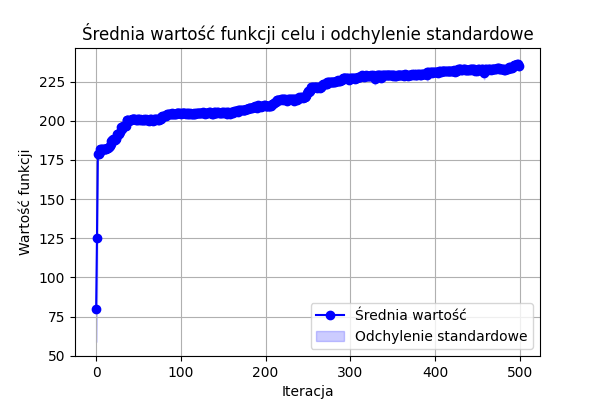 Średnia wartość funkcji celu i odchylenie standardowe
Wartość funkcji
225
200
175
150
125
100
75
50
0 100 200 300 400 500
Iteracja
Średnia wartość
Odchylenie standardowe